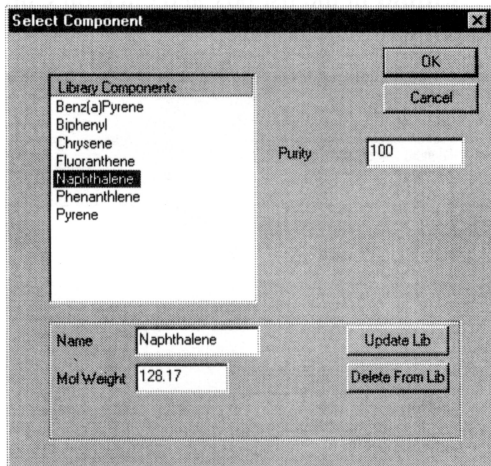 Select Component
OK
Cancel
Library Components
Benz(a)Pyrene
Biphenyl
Chrysene
Fluoranthene
Naphthalene
Phenanthlene
Pyrene
Purity 100
Name Naphthalene Update Lib
Mol Weight 128.17 Delete From Lib